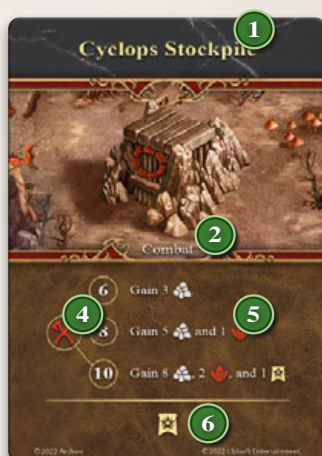 1
Cyclops Stockpile
2
Combat
6 Gain 3
4 8 Gain 5 and 1 5
10 Gain 8 , 2 , and 1
6
©2022 Archon ©2022 Ubisoft Entertainment.